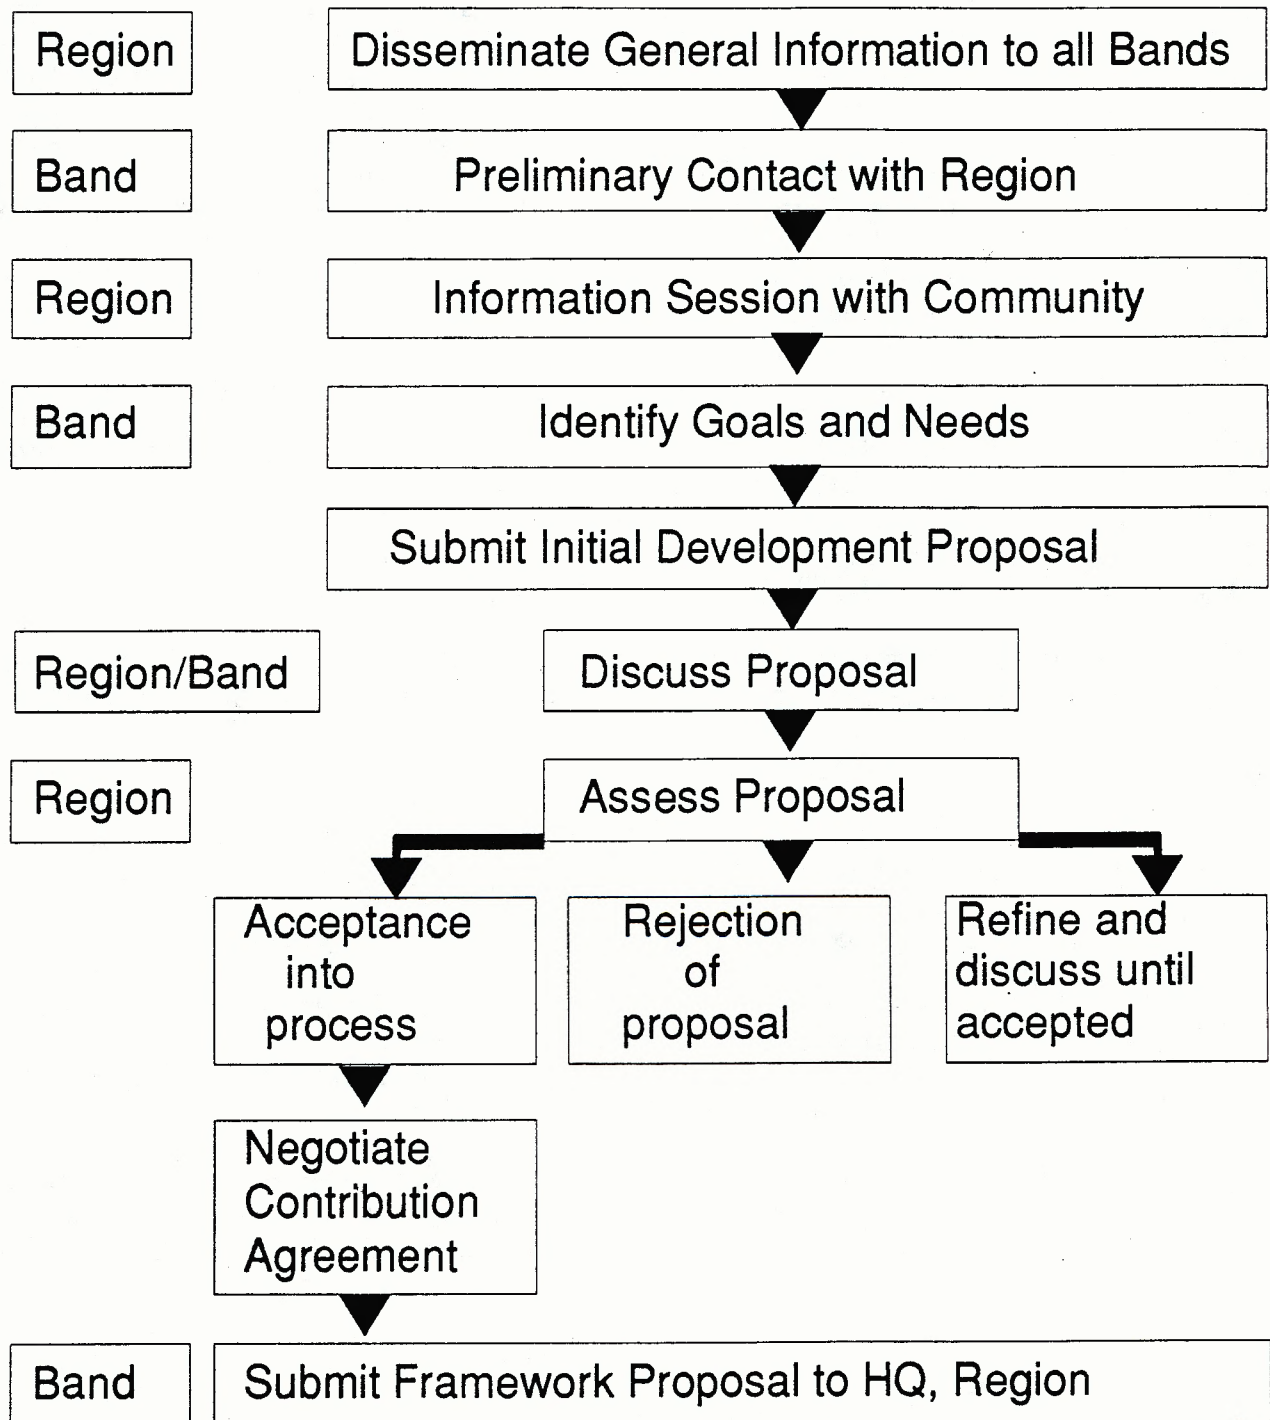 Region
Disseminate General Information to all Bands
Band
Preliminary Contact with Region
Region
Information Session with Community
Band
Identify Goals and Needs
Submit Initial Development Proposal
Region/Band
Discuss Proposal
Region
Assess Proposal
Acceptance
into
process
Rejection
of
proposal
Refine and
discuss until
accepted
Negotiate
Contribution
Agreement
Band
Submit Framework Proposal to HQ, Region